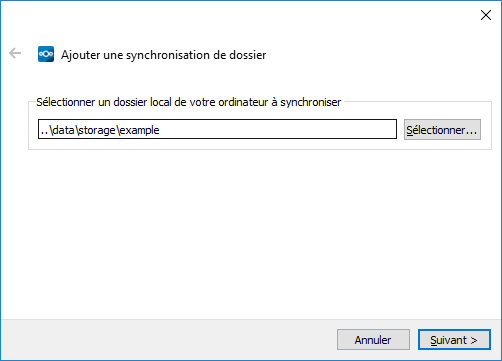 Ajouter une synchronisation de dossier
Sélectionner un dossier local de votre ordinateur à synchroniser
..\data\storage\example
Sélectionner...
Annuler
Suivant >